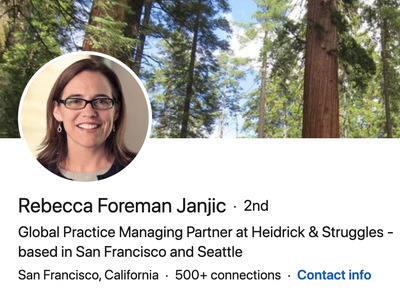 Rebecca Foreman Janjic · 2nd
Global Practice Managing Partner at Heidrick & Struggles -
based in San Francisco and Seattle
San Francisco, California · 500+ connections · Contact info